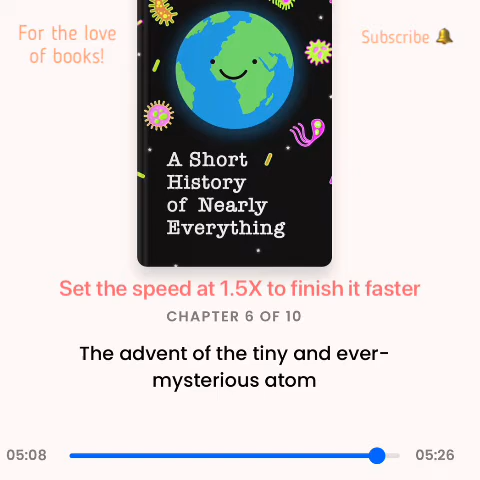 For the love
of books!
Subscribe 🔔
A Short
History
of Nearly
Everything
Set the speed at 1.5X to finish it faster
CHAPTER 6 OF 10
The advent of the tiny and ever-
mysterious atom
05:08
05:26